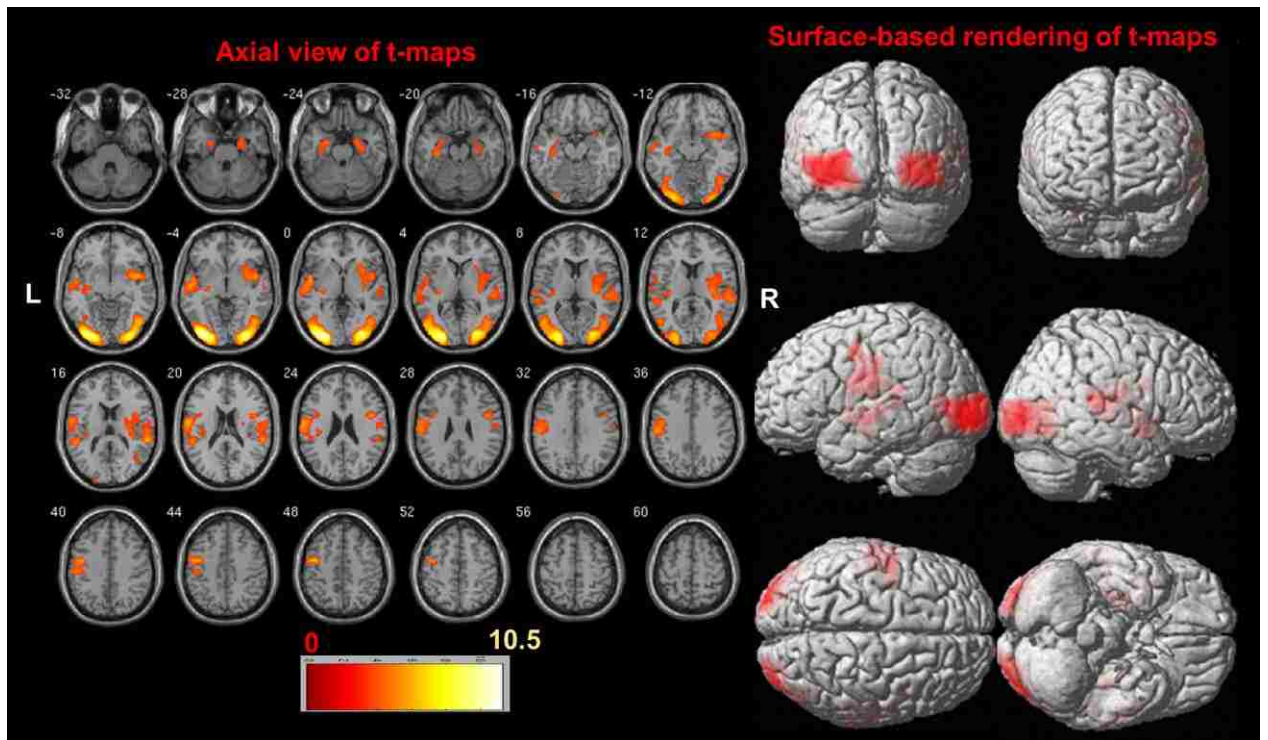 Axial view of t-maps
Surface-based rendering of t-maps
-32 -28 -24 -20 -16 -12
-8 -4 0 4 8 12
L
R
16 20 24 28 32 36
40 44 48 52 56 60
0 10.5